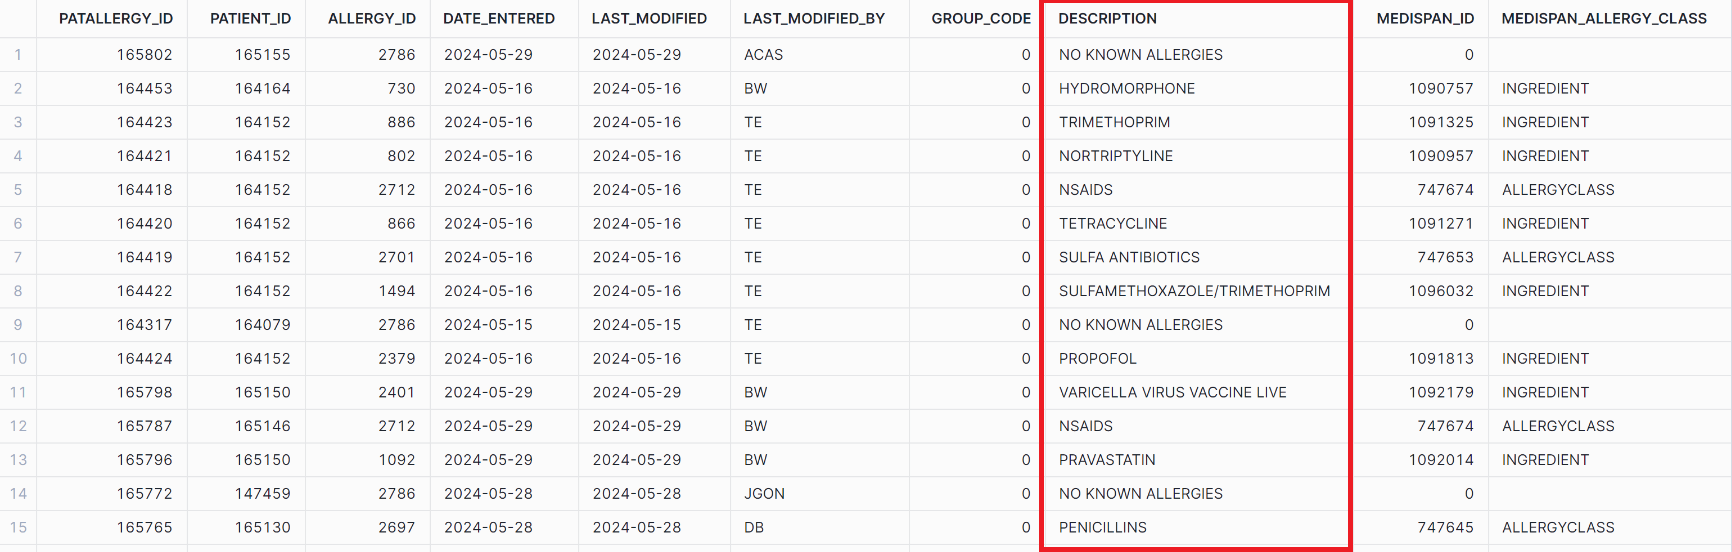 PATALLERGY_ID PATIENT_ID ALLERGY_ID DATE_ENTERED LAST_MODIFIED LAST_MODIFIED_BY GROUP_CODE DESCRIPTION MEDISPAN_ID MEDISPAN_ALLERGY_CLASS
1 165802 165155 2786 2024-05-29 2024-05-29 ACAS 0 NO KNOWN ALLERGIES 0
2 164453 164164 730 2024-05-16 2024-05-16 BW 0 HYDROMORPHONE 1090757 INGREDIENT
3 164423 164152 886 2024-05-16 2024-05-16 TE 0 TRIMETHOPRIM 1091325 INGREDIENT
4 164421 164152 802 2024-05-16 2024-05-16 TE 0 NORTRIPTYLINE 1090957 INGREDIENT
5 164418 164152 2712 2024-05-16 2024-05-16 TE 0 NSAIDS 747674 ALLERGYCLASS
6 164420 164152 866 2024-05-16 2024-05-16 TE 0 TETRACYCLINE 1091271 INGREDIENT
7 164419 164152 2701 2024-05-16 2024-05-16 TE 0 SULFA ANTIBIOTICS 747653 ALLERGYCLASS
8 164422 164152 1494 2024-05-16 2024-05-16 TE 0 SULFAMETHOXAZOLE/TRIMETHOPRIM 1096032 INGREDIENT
9 164317 164079 2786 2024-05-15 2024-05-15 TE 0 NO KNOWN ALLERGIES 0
10 164424 164152 2379 2024-05-16 2024-05-16 TE 0 PROPOFOL 1091813 INGREDIENT
11 165798 165150 2401 2024-05-29 2024-05-29 BW 0 VARICELLA VIRUS VACCINE LIVE 1092179 INGREDIENT
12 165787 165146 2712 2024-05-29 2024-05-29 BW 0 NSAIDS 747674 ALLERGYCLASS
13 165796 165150 1092 2024-05-29 2024-05-29 BW 0 PRAVASTATIN 1092014 INGREDIENT
14 165772 147459 2786 2024-05-28 2024-05-28 JGON 0 NO KNOWN ALLERGIES 0
15 165765 165130 2697 2024-05-28 2024-05-28 DB 0 PENICILLINS 747645 ALLERGYCLASS